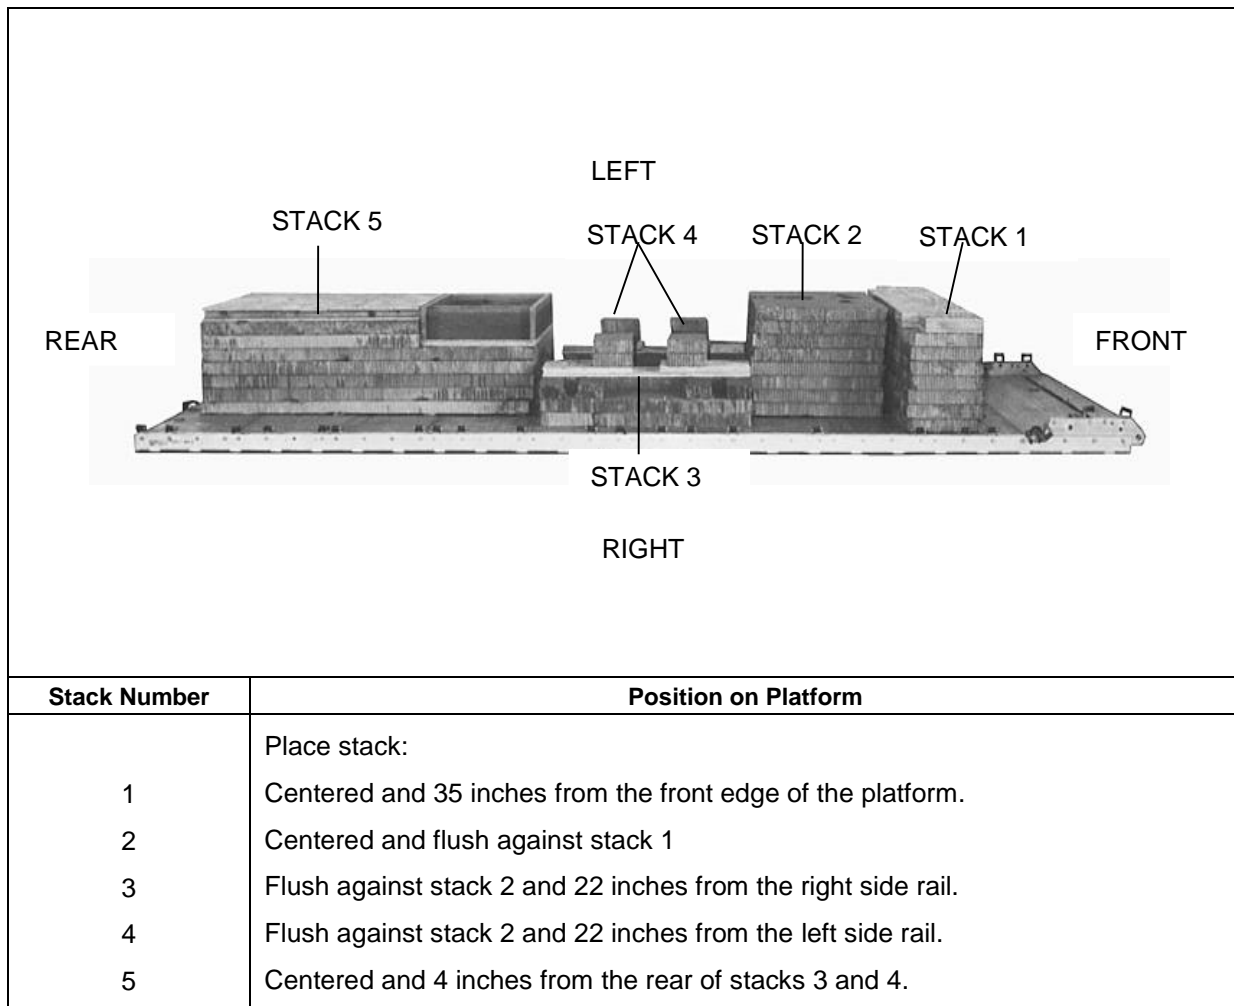 LEFT
STACK 5
STACK 4
STACK 2
STACK 1
REAR
FRONT
STACK 3
RIGHT
Stack Number Position on Platform
Place stack:
1 Centered and 35 inches from the front edge of the platform.
2 Centered and flush against stack 1
3 Flush against stack 2 and 22 inches from the right side rail.
4 Flush against stack 2 and 22 inches from the left side rail.
5 Centered and 4 inches from the rear of stacks 3 and 4.